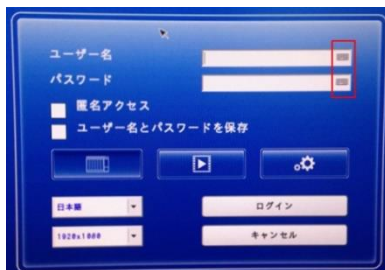 ユーザー名
パスワード
匿名アクセス
ユーザー名とパスワードを保存
日本語
ログイン
1920x1080
キャンセル